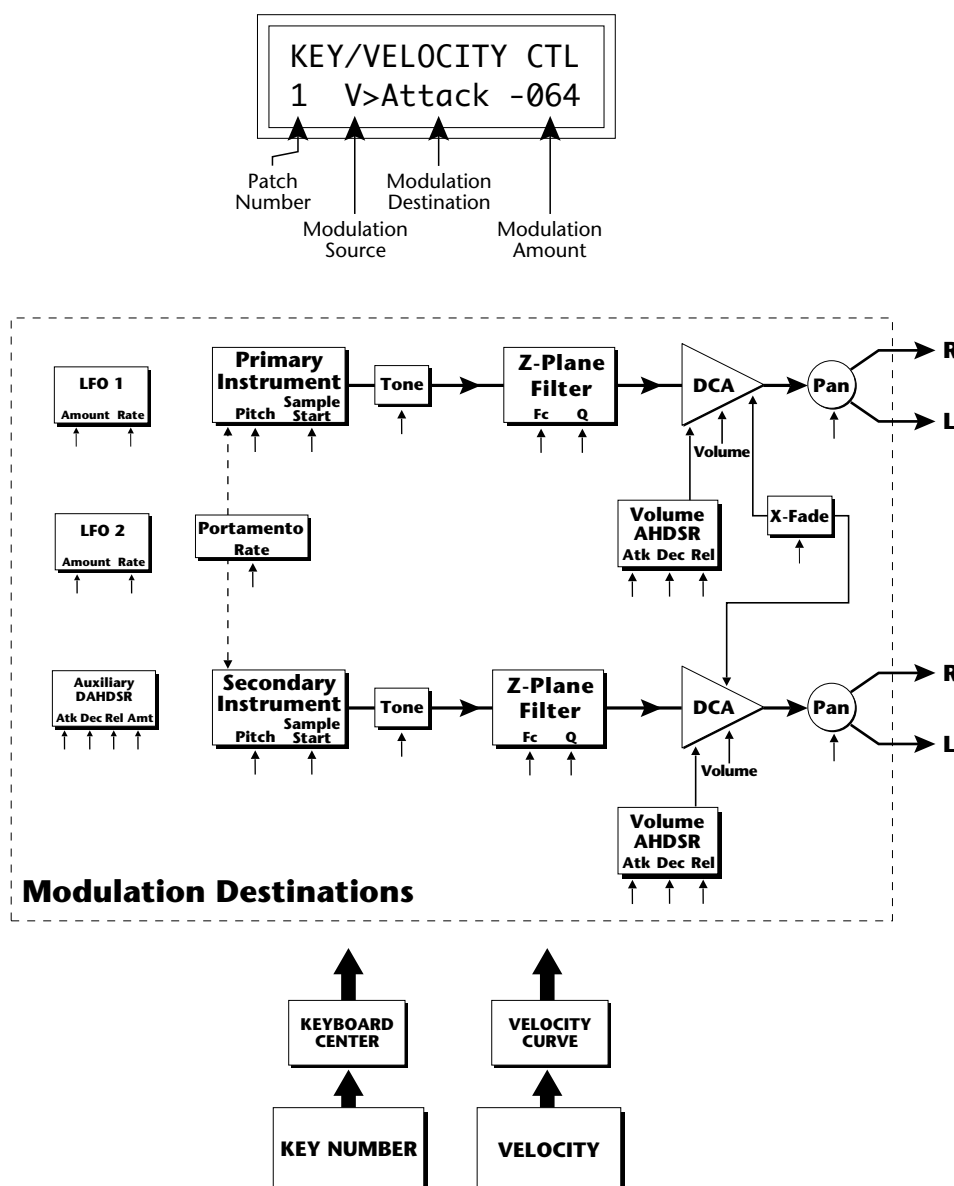 KEY/VELOCITY CTL
1 V>Attack -064
Patch
Number
Modulation
Source
Modulation
Destination
Modulation
Amount
LFO 1
Amount Rate
Primary
Instrument
Pitch
Sample
Start
Tone
Z-Plane
Filter
Fc Q
DCA
Volume
Pan
R
L
LFO 2
Amount Rate
Portamento
Rate
Volume
AHDSR
Atk Dec Rel
X-Fade
Auxiliary
DAHDSR
Atk Dec Rel Amt
Secondary
Instrument
Pitch
Sample
Start
Tone
Z-Plane
Filter
Fc Q
DCA
Volume
Pan
R
L
Volume
AHDSR
Atk Dec Rel
Modulation Destinations
KEYBOARD
CENTER
VELOCITY
CURVE
KEY NUMBER
VELOCITY